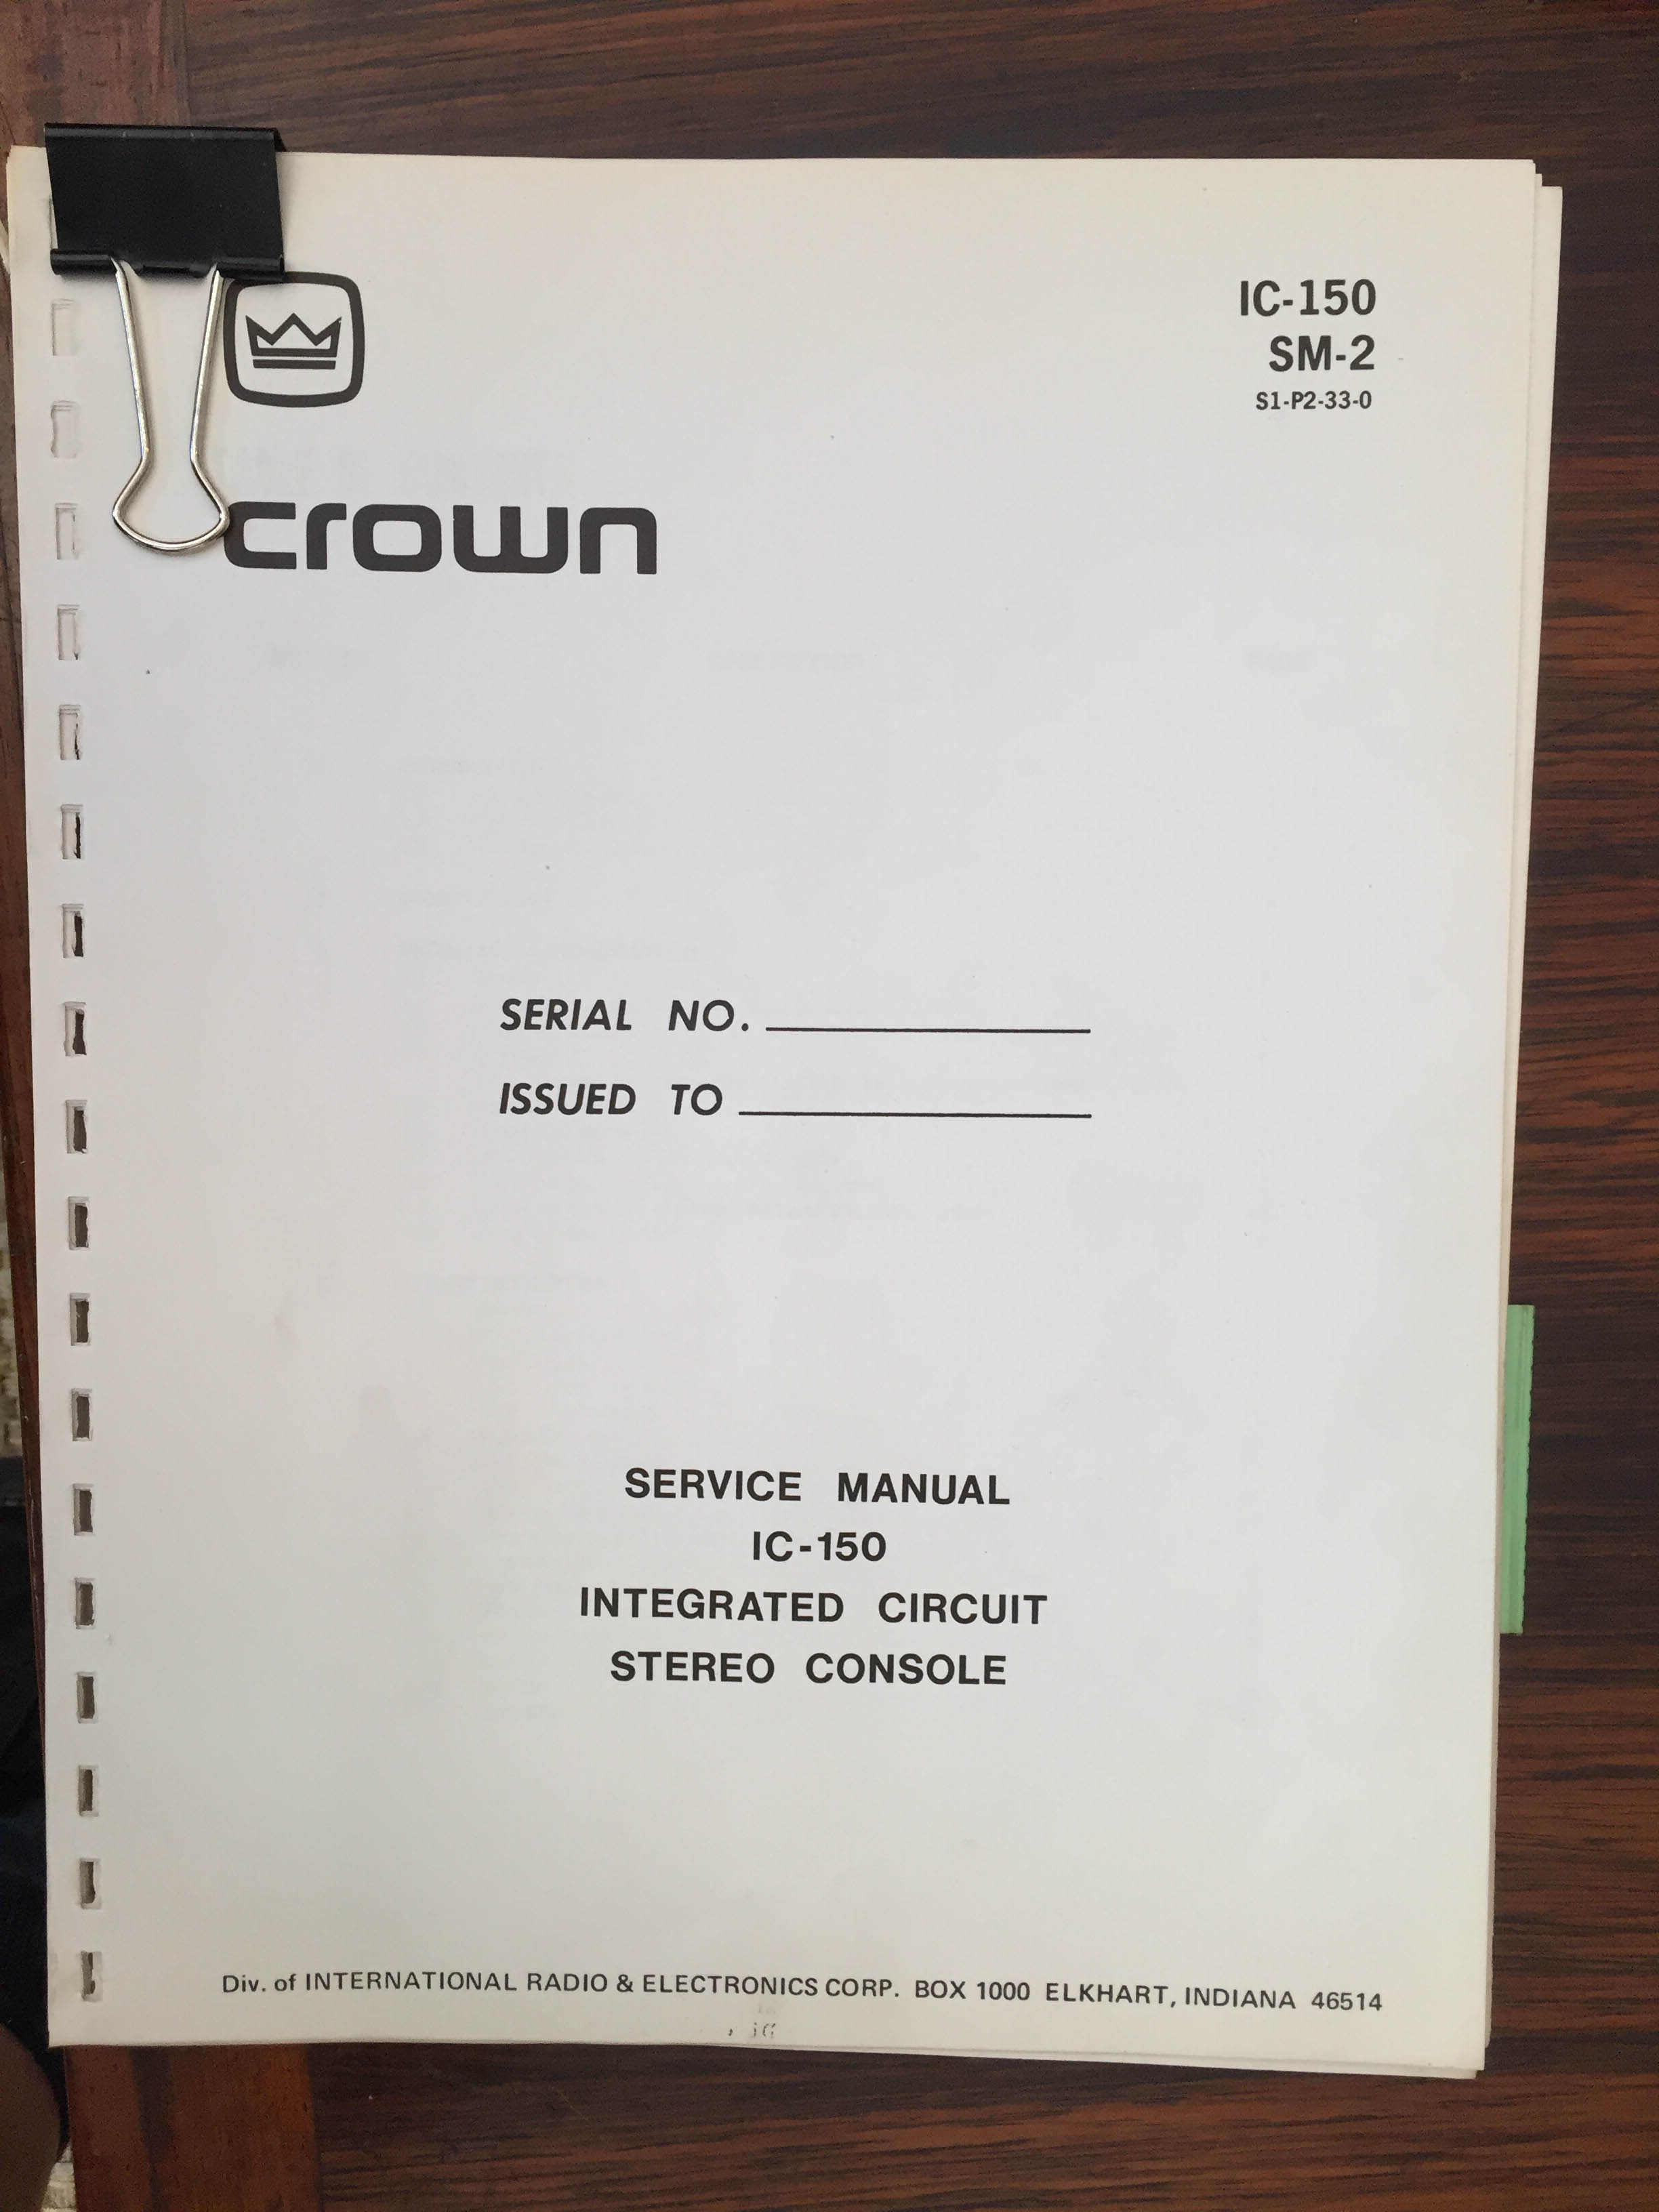 IC-150
SM-2
S1-P2-33-0
crown
SERIAL NO.
ISSUED TO
SERVICE MANUAL
IC-150
INTEGRATED CIRCUIT
STEREO CONSOLE
Div. of INTERNATIONAL RADIO & ELECTRONICS CORP. BOX 1000 ELKHART, INDIANA 46514